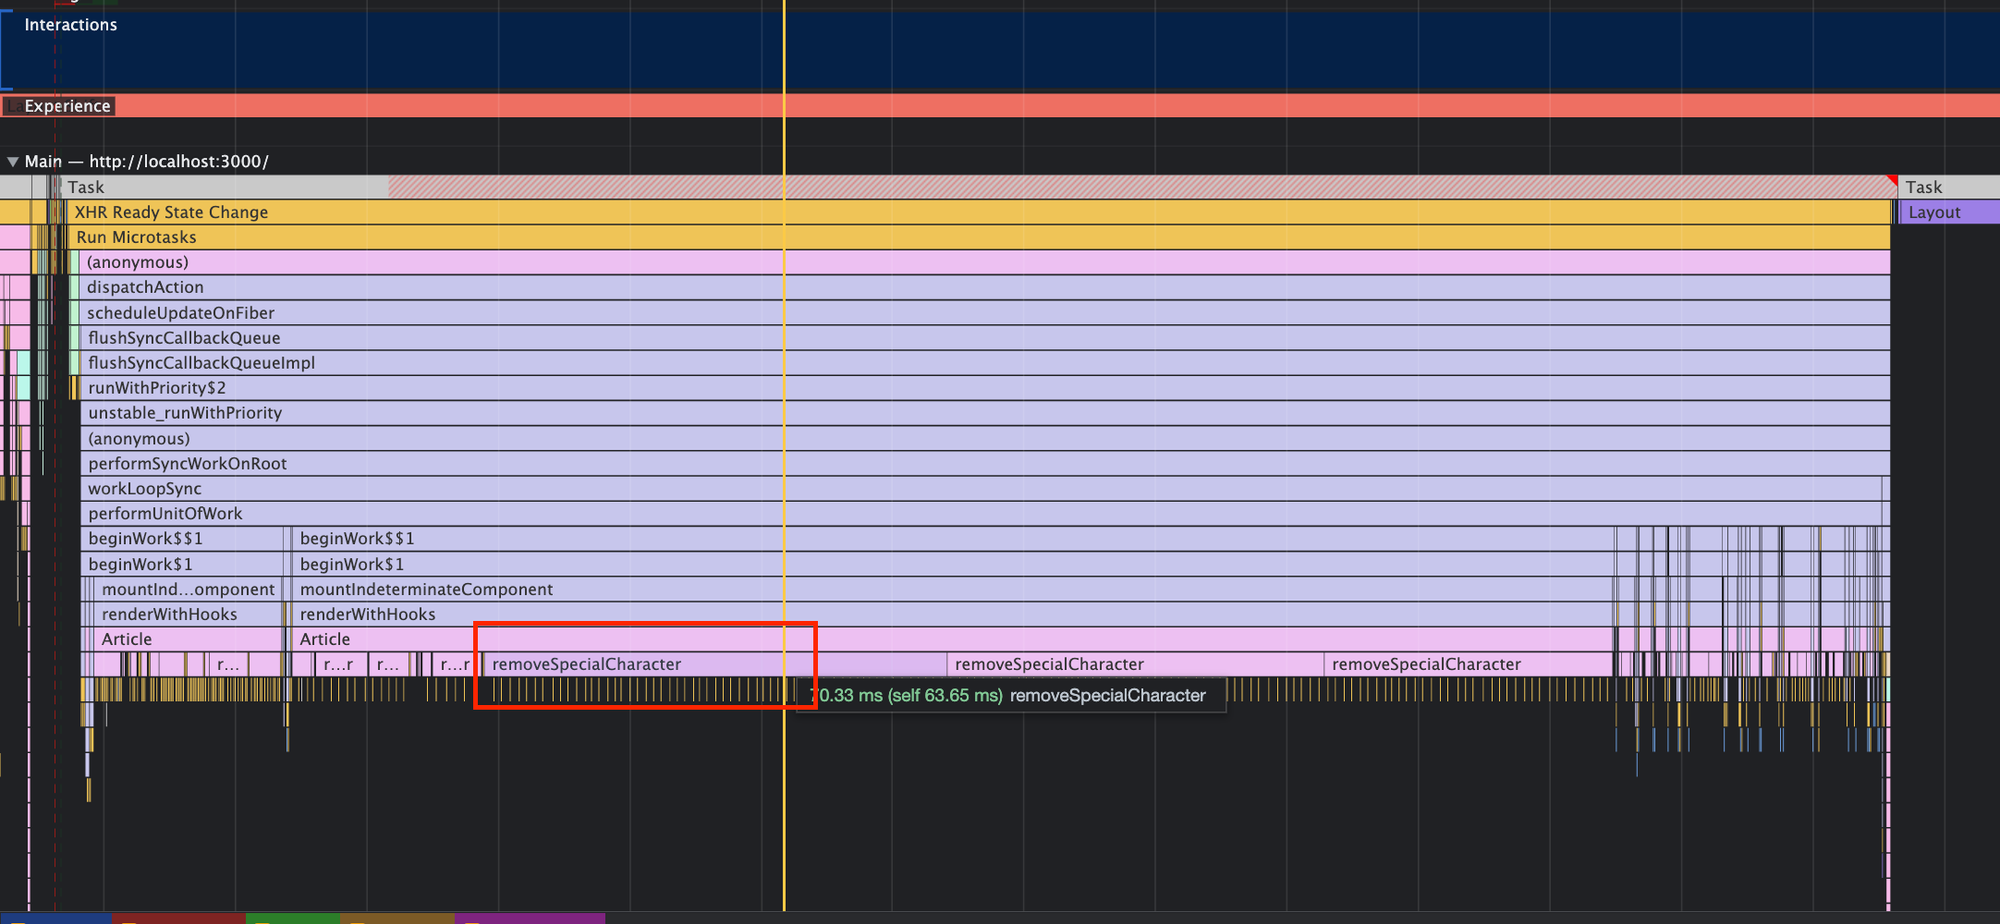 Interactions
Experience
Main — http://localhost:3000/
Task Task
XHR Ready State Change Layout
Run Microtasks
(anonymous)
dispatchAction
scheduleUpdateOnFiber
flushSyncCallbackQueue
flushSyncCallbackQueueImpl
runWithPriority$2
unstable_runWithPriority
(anonymous)
performSyncWorkOnRoot
workLoopSync
performUnitOfWork
beginWork$$1 beginWork$$1
beginWork$1 beginWork$1
mountInd...omponent mountIndeterminateComponent
renderWithHooks renderWithHooks
Article Article
r... r...r r... r...r removeSpecialCharacter removeSpecialCharacter removeSpecialCharacter
70.33 ms (self 63.65 ms) removeSpecialCharacter